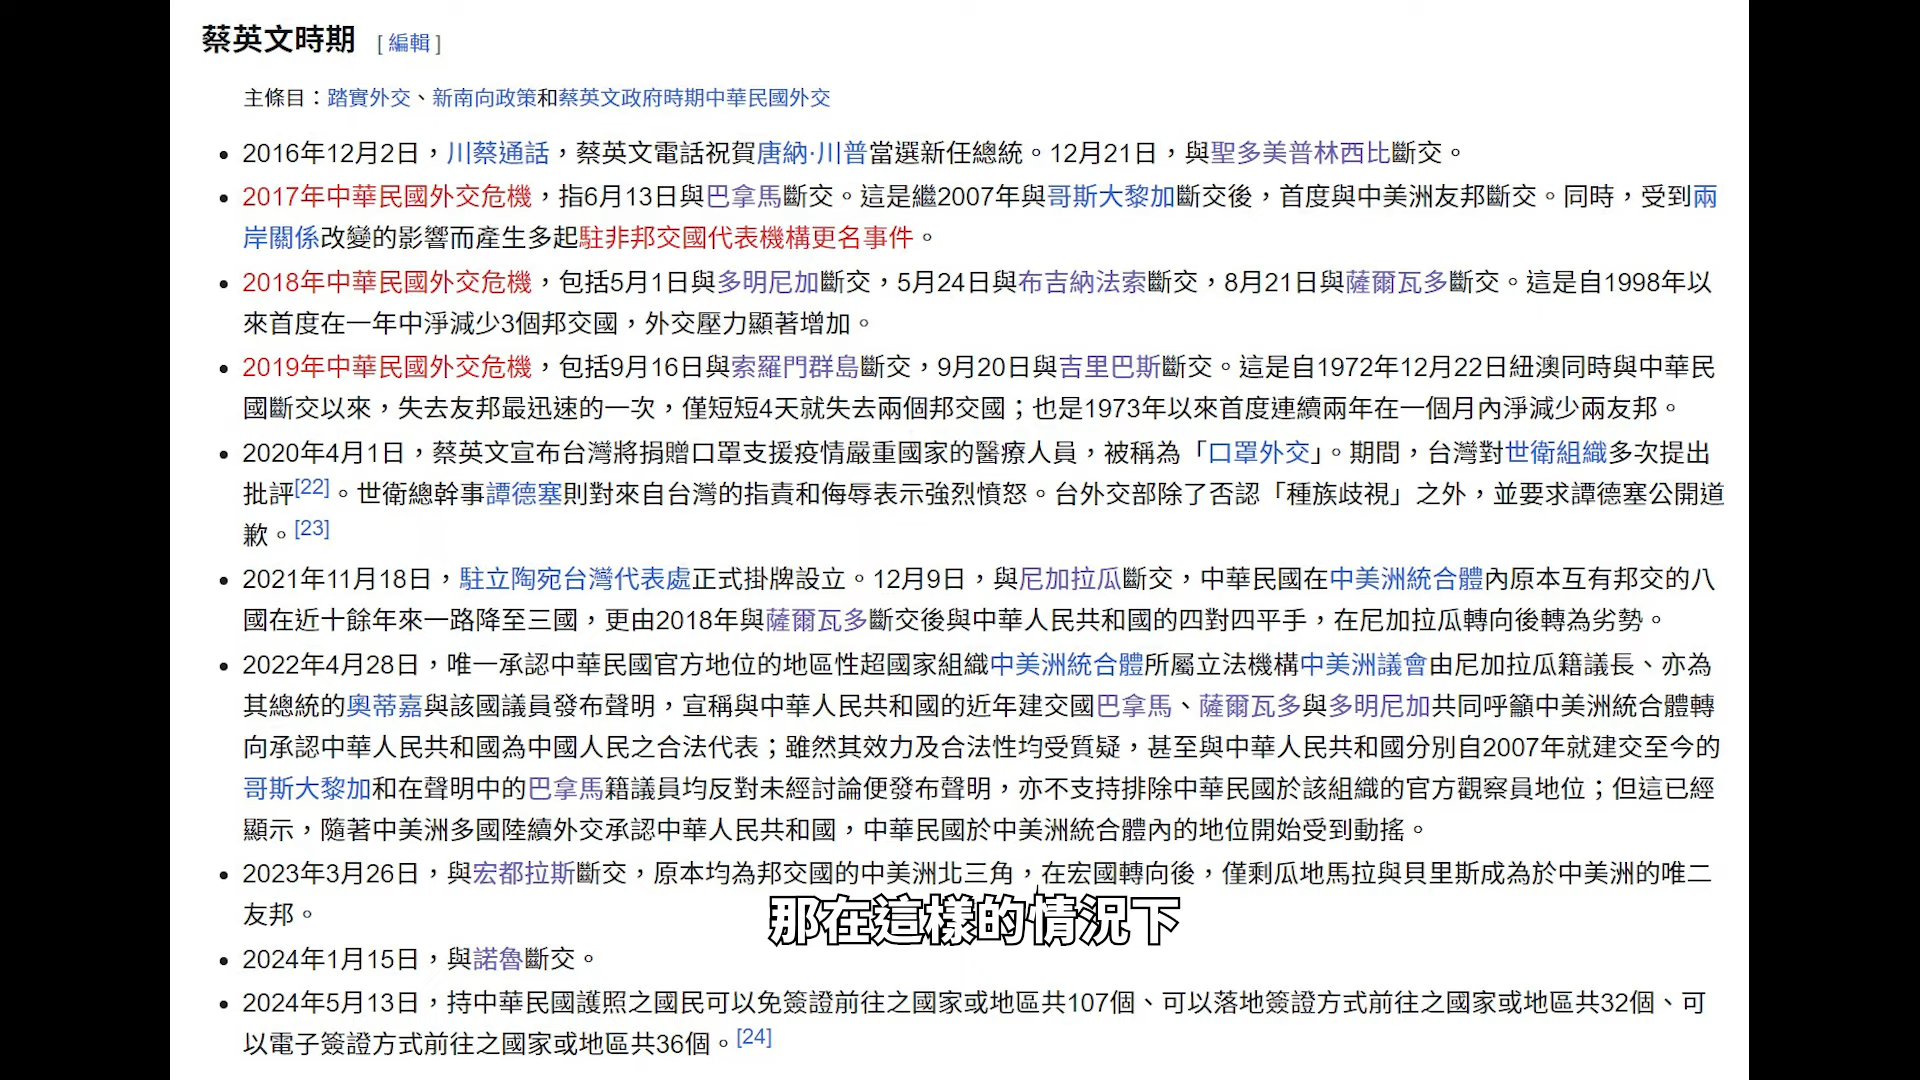 蔡英文時期 [ 編輯 ]
主條目：踏實外交、新南向政策和蔡英文政府時期中華民國外交
2016年12月2日，川蔡通話，蔡英文電話祝賀唐納·川普當選新任總統。12月21日，與聖多美普林西比斷交。
2017年中華民國外交危機，指6月13日與巴拿馬斷交。這是繼2007年與哥斯大黎加斷交後，首度與中美洲友邦斷交。同時，受到兩
岸關係改變的影響而產生多起駐非邦交國代表機構更名事件。
2018年中華民國外交危機，包括5月1日與多明尼加斷交，5月24日與布吉納法索斷交，8月21日與薩爾瓦多斷交。這是自1998年以
來首度在一年中淨減少3個邦交國，外交壓力顯著增加。
2019年中華民國外交危機，包括9月16日與索羅門群島斷交，9月20日與吉里巴斯斷交。這是自1972年12月22日紐澳同時與中華民
國斷交以來，失去友邦最迅速的一次，僅短短4天就失去兩個邦交國；也是1973年以來首度連續兩年在一個月內淨減少兩友邦。
2020年4月1日，蔡英文宣布台灣將捐贈口罩支援疫情嚴重國家的醫療人員，被稱為「口罩外交」。期間，台灣對世衛組織多次提出
批評[22]。世衛總幹事譚德塞則對來自台灣的指責和侮辱表示強烈憤怒。台外交部除了否認「種族歧視」之外，並要求譚德塞公開道
歉。[23]
2021年11月18日，駐立陶宛台灣代表處正式掛牌設立。12月9日，與尼加拉瓜斷交，中華民國在中美洲統合體內原本互有邦交的八
國在近十餘年來一路降至三國，更由2018年與薩爾瓦多斷交後與中華人民共和國的四對四平手，在尼加拉瓜轉向後轉為劣勢。
2022年4月28日，唯一承認中華民國官方地位的地區性超國家組織中美洲統合體所屬立法機構中美洲議會由尼加拉瓜籍議長、亦為
其總統的奧蒂嘉與該國議員發布聲明，宣稱與中華人民共和國的近年建交國巴拿馬、薩爾瓦多與多明尼加共同呼籲中美洲統合體轉
向承認中華人民共和國為中國人民之合法代表；雖然其效力及合法性均受質疑，甚至與中華人民共和國分別自2007年就建交至今的
哥斯大黎加和在聲明中的巴拿馬籍議員均反對未經討論便發布聲明，亦不支持排除中華民國於該組織的官方觀察員地位；但這已經
顯示，隨著中美洲多國陸續外交承認中華人民共和國，中華民國於中美洲統合體內的地位開始受到動搖。
2023年3月26日，與宏都拉斯斷交，原本均為邦交國的中美洲北三角，在宏國轉向後，僅剩瓜地馬拉與貝里斯成為於中美洲的唯二
友邦。
那在這樣的情況下
2024年1月15日，與諾魯斷交。
2024年5月13日，持中華民國護照之國民可以免簽證前往之國家或地區共107個、可以落地簽證方式前往之國家或地區共32個、可
以電子簽證方式前往之國家或地區共36個。[24]